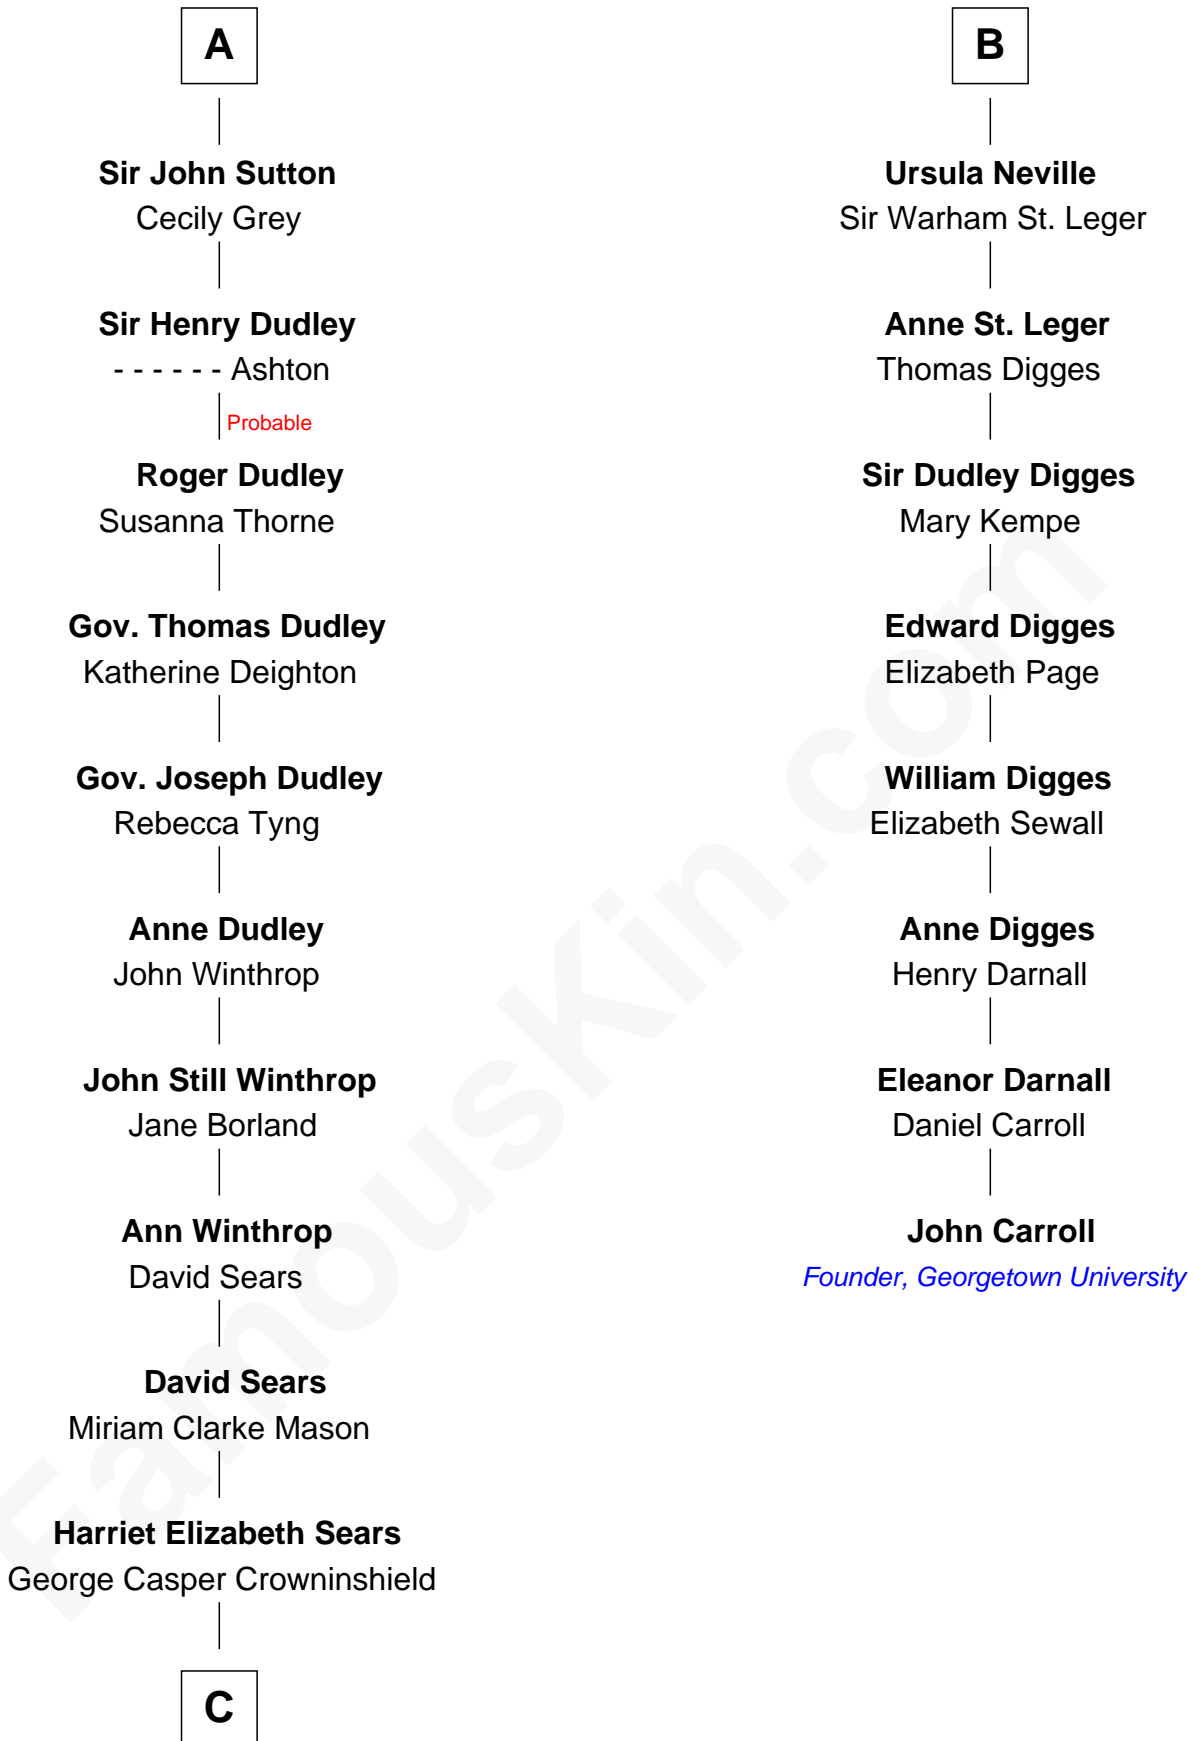 A
Sir John Sutton
Cecily Grey
Sir Henry Dudley
- - - - - - Ashton
Probable
Roger Dudley
Susanna Thorne
Gov. Thomas Dudley
Katherine Deighton
Gov. Joseph Dudley
Rebecca Tyng
Anne Dudley
John Winthrop
John Still Winthrop
Jane Borland
Ann Winthrop
David Sears
David Sears
Miriam Clarke Mason
Harriet Elizabeth Sears
George Casper Crowninshield
C
B
Ursula Neville
Sir Warham St. Leger
Anne St. Leger
Thomas Digges
Sir Dudley Digges
Mary Kempe
Edward Digges
Elizabeth Page
William Digges
Elizabeth Sewall
Anne Digges
Henry Darnall
Eleanor Darnall
Daniel Carroll
John Carroll
Founder, Georgetown University
FamousKin.com